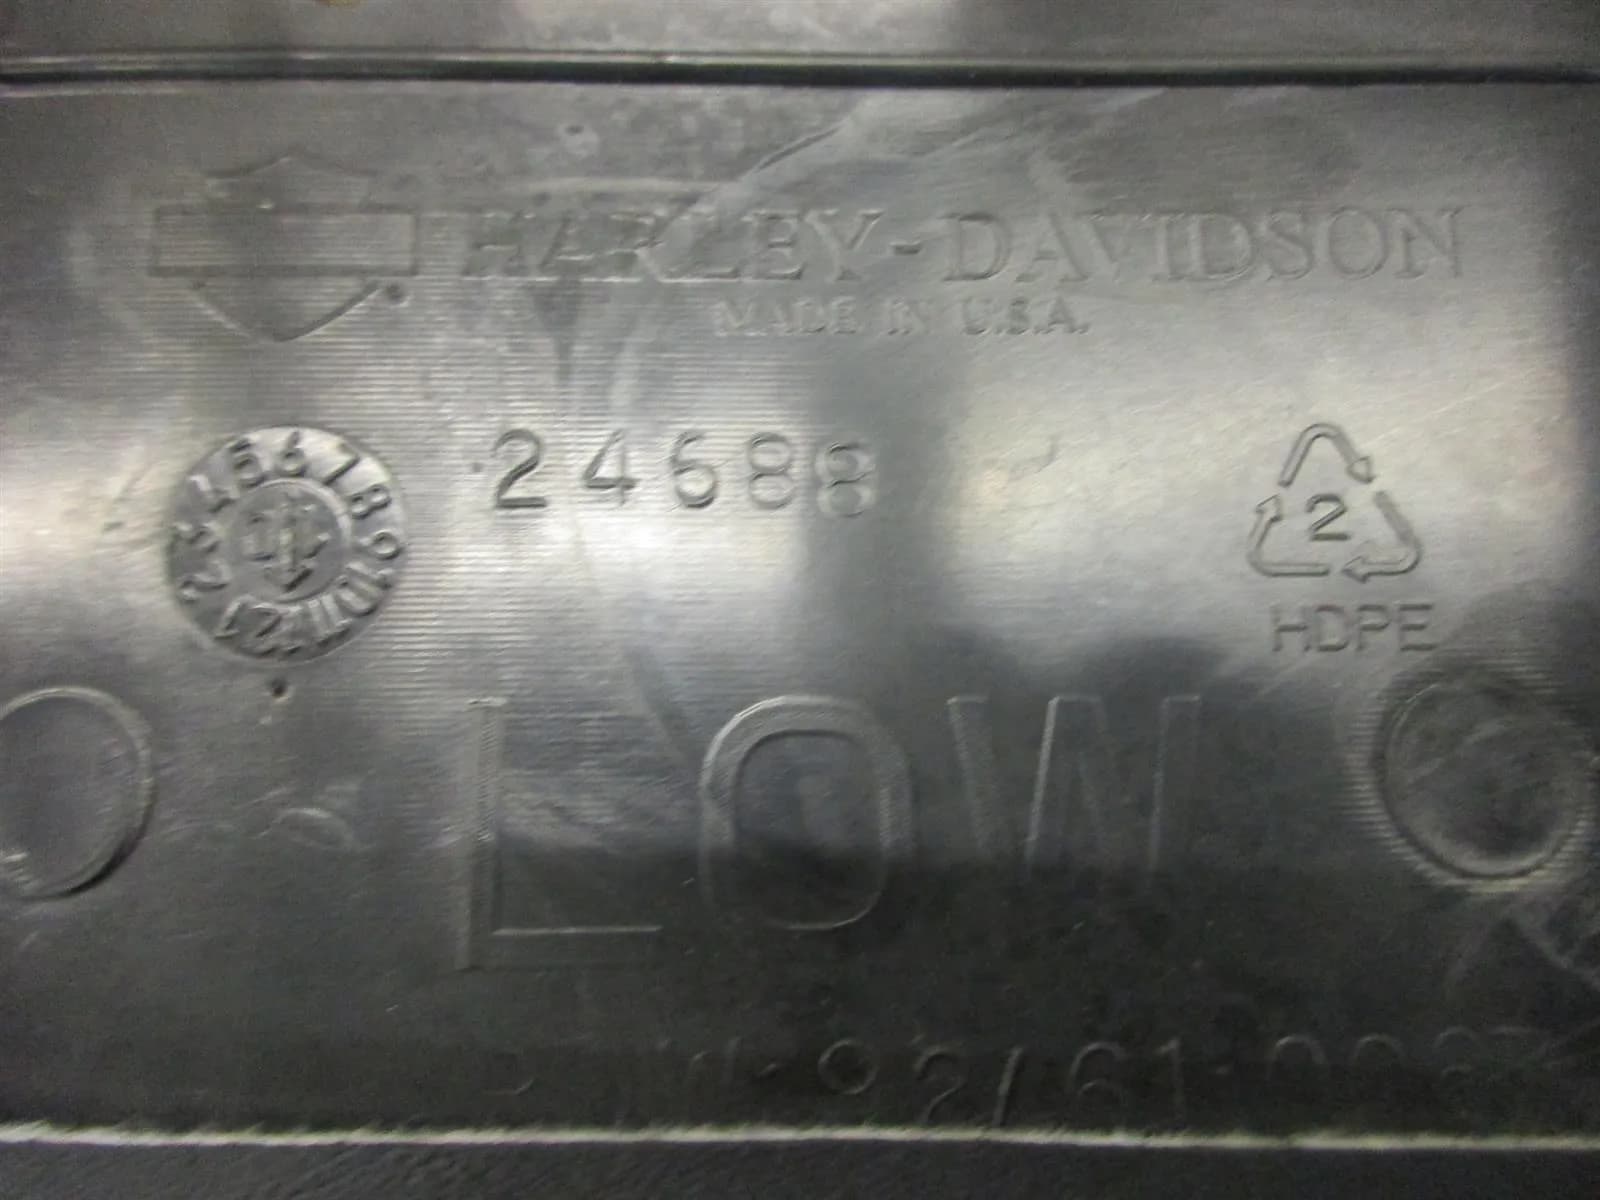 HARLEY-DAVIDSON
MADE IN U.S.A.
24688
2
HDPE
LOW